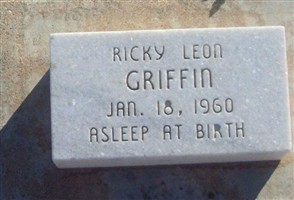 RICKY LEON
GRIFFIN
JAN. 18, 1960
ASLEEP AT BIRTH